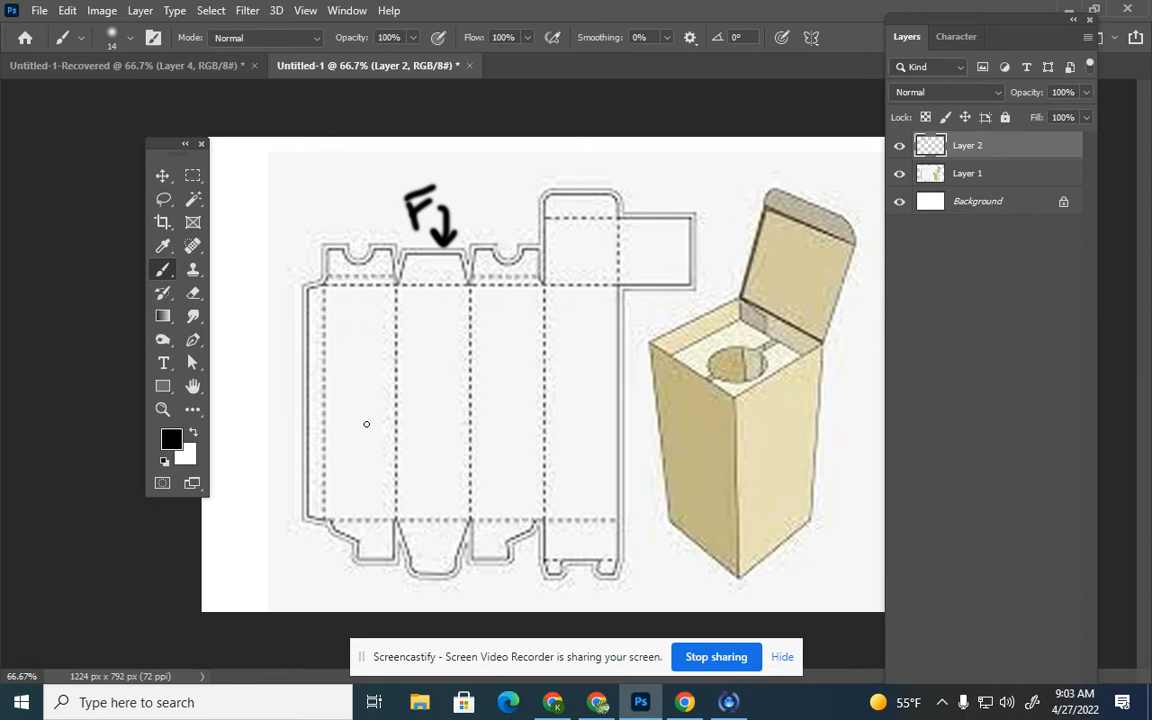 Ps File Edit Image Layer Type Select Filter 3D View Window Help
14 Mode: Normal Opacity: 100% Flow: 100% Smoothing: 0% 0°
Untitled-1-Recovered @ 66.7% (Layer 4, RGB/8#) * × Untitled-1 @ 66.7% (Layer 2, RGB/8#) * ×
Layers Character
Kind
Normal Opacity: 100%
Lock: Fill: 100%
Layer 2
Layer 1
Background
F
Screencastify - Screen Video Recorder is sharing your screen. Stop sharing Hide
66.67% 1224 px x 792 px (72 ppi)
Type here to search
Ps
55°F
9:03 AM
4/27/2022